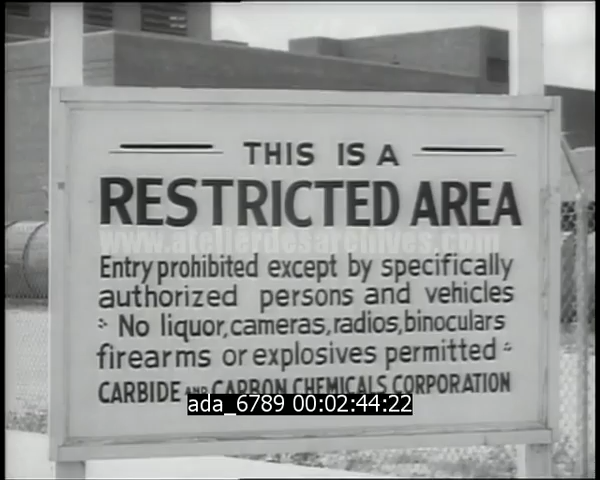 THIS IS A
RESTRICTED AREA
www.atelierdesarchives.com
Entry prohibited except by specifically
authorized persons and vehicles
No liquor, cameras, radios, binoculars
firearms or explosives permitted
CARBIDE AND CARBON CHEMICALS CORPORATION
ada_6789 00:02:44:22